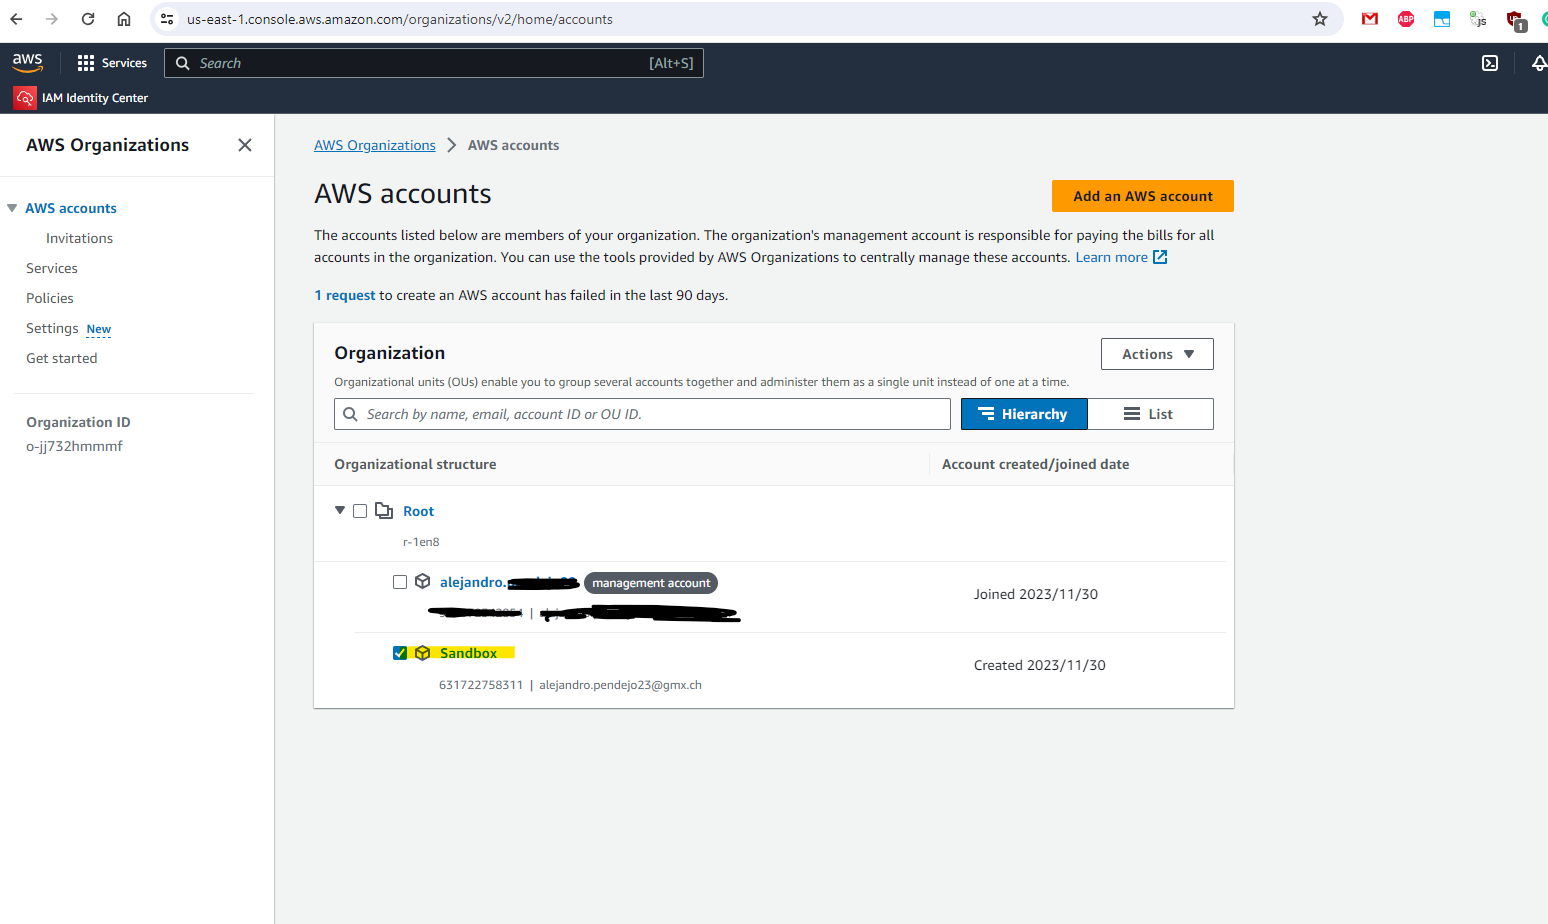 us-east-1.console.aws.amazon.com/organizations/v2/home/accounts
ABP
JS
1
aws
Services
Search
[Alt+S]
IAM Identity Center
AWS Organizations
AWS accounts
Invitations
Services
Policies
Settings New
Get started
Organization ID
o-jj732hmmmf
AWS Organizations > AWS accounts
AWS accounts
Add an AWS account
The accounts listed below are members of your organization. The organization's management account is responsible for paying the bills for all
accounts in the organization. You can use the tools provided by AWS Organizations to centrally manage these accounts. Learn more
1 request to create an AWS account has failed in the last 90 days.
Organization
Actions
Organizational units (OUs) enable you to group several accounts together and administer them as a single unit instead of one at a time.
Search by name, email, account ID or OU ID.
Hierarchy
List
Organizational structure
Account created/joined date
Root
r-1en8
alejandro.
management account
Joined 2023/11/30
|
Sandbox
Created 2023/11/30
631722758311 | alejandro.pendejo23@gmx.ch